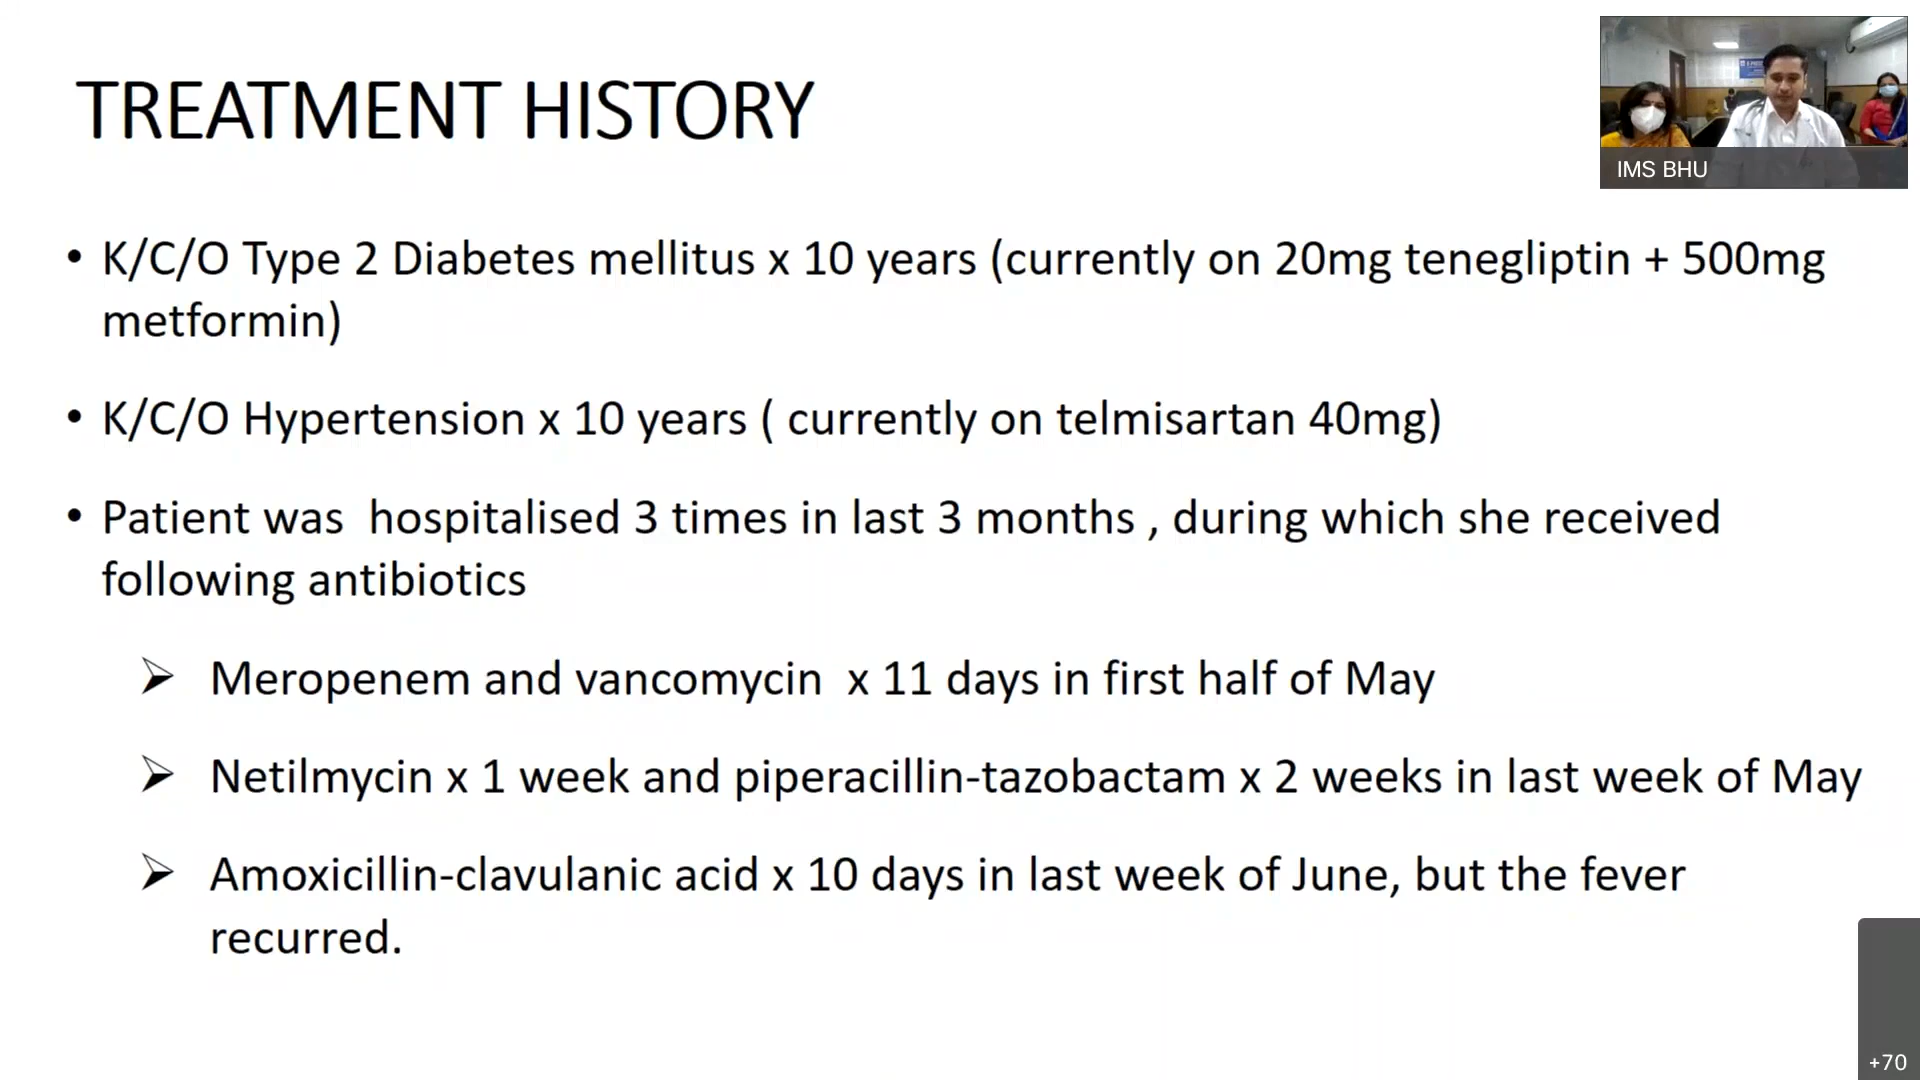 TREATMENT HISTORY
IMS BHU
• K/C/O Type 2 Diabetes mellitus x 10 years (currently on 20mg tenegliptin + 500mg
metformin)
• K/C/O Hypertension x 10 years ( currently on telmisartan 40mg)
• Patient was  hospitalised 3 times in last 3 months , during which she received
following antibiotics
➢ Meropenem and vancomycin  x 11 days in first half of May
➢ Netilmycin x 1 week and piperacillin-tazobactam x 2 weeks in last week of May
➢ Amoxicillin-clavulanic acid x 10 days in last week of June, but the fever
recurred.
+70